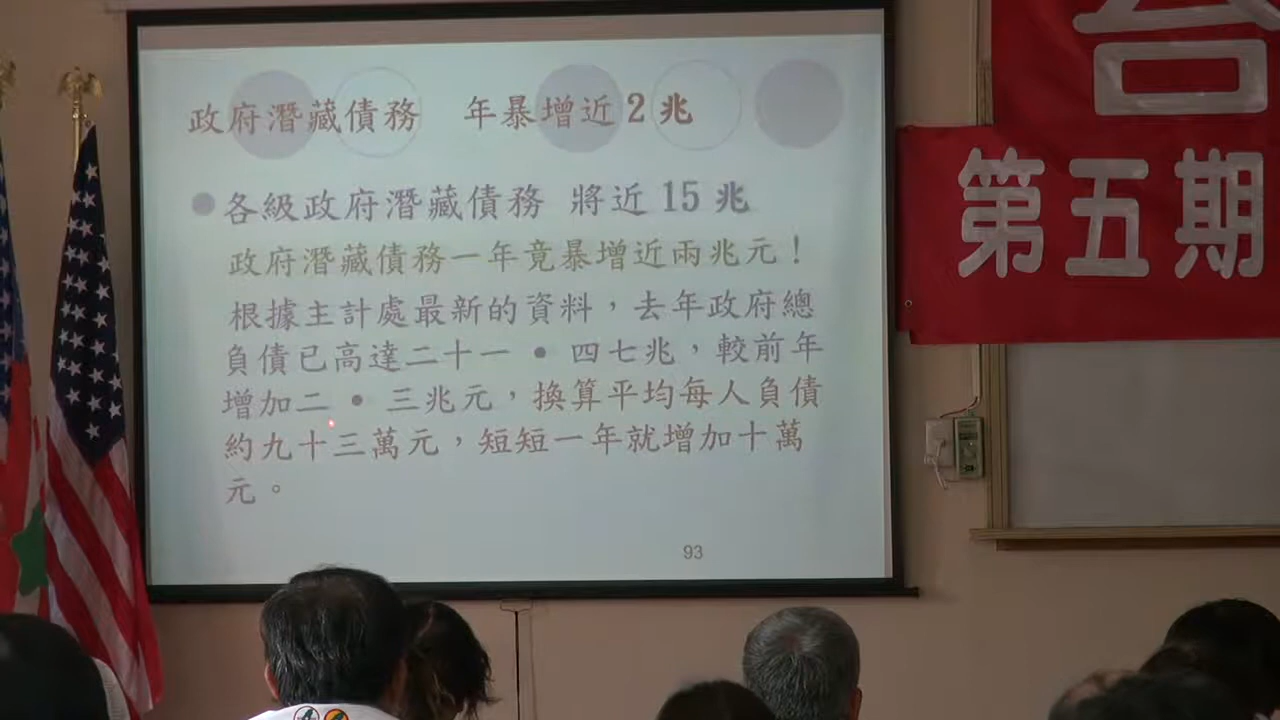 政府潛藏債務 年暴增近2兆
各級政府潛藏債務 將近15兆
政府潛藏債務一年竟暴增近兩兆元！
根據主計處最新的資料，去年政府總
負債已高達二十一•四七兆，較前年
增加二•三兆元，換算平均每人負債
約九十三萬元，短短一年就增加十萬
元。
93
第五期